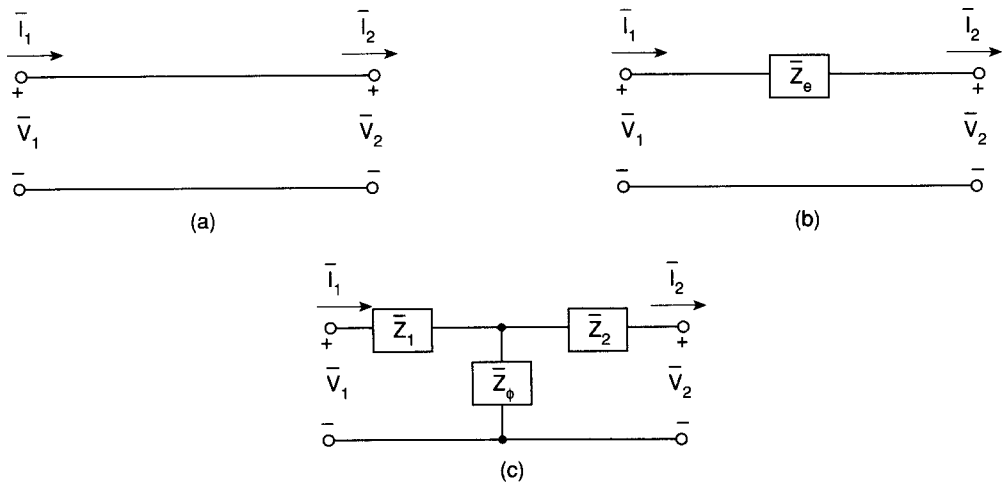 I̅₁ I̅₂ I̅₁ I̅₂
+ + + Z̅ₑ +
V̅₁ V̅₂ V̅₁ V̅₂
− − − −
(a) (b)
I̅₁ I̅₂
Z̅₁ Z̅₂
+ +
V̅₁ Z̅ᵩ V̅₂
− −
(c)